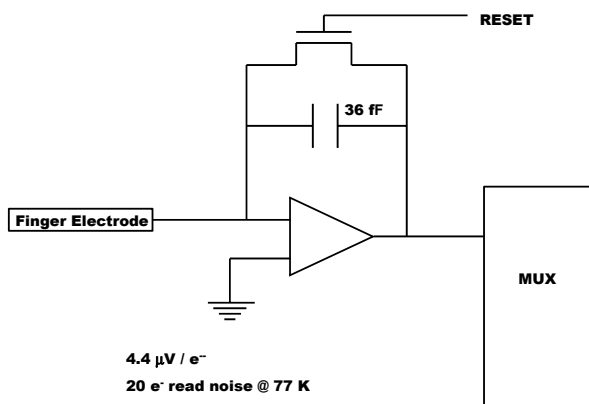 RESET
36 fF
Finger Electrode
MUX
4.4 μV / e⁻
20 e⁻ read noise @ 77 K